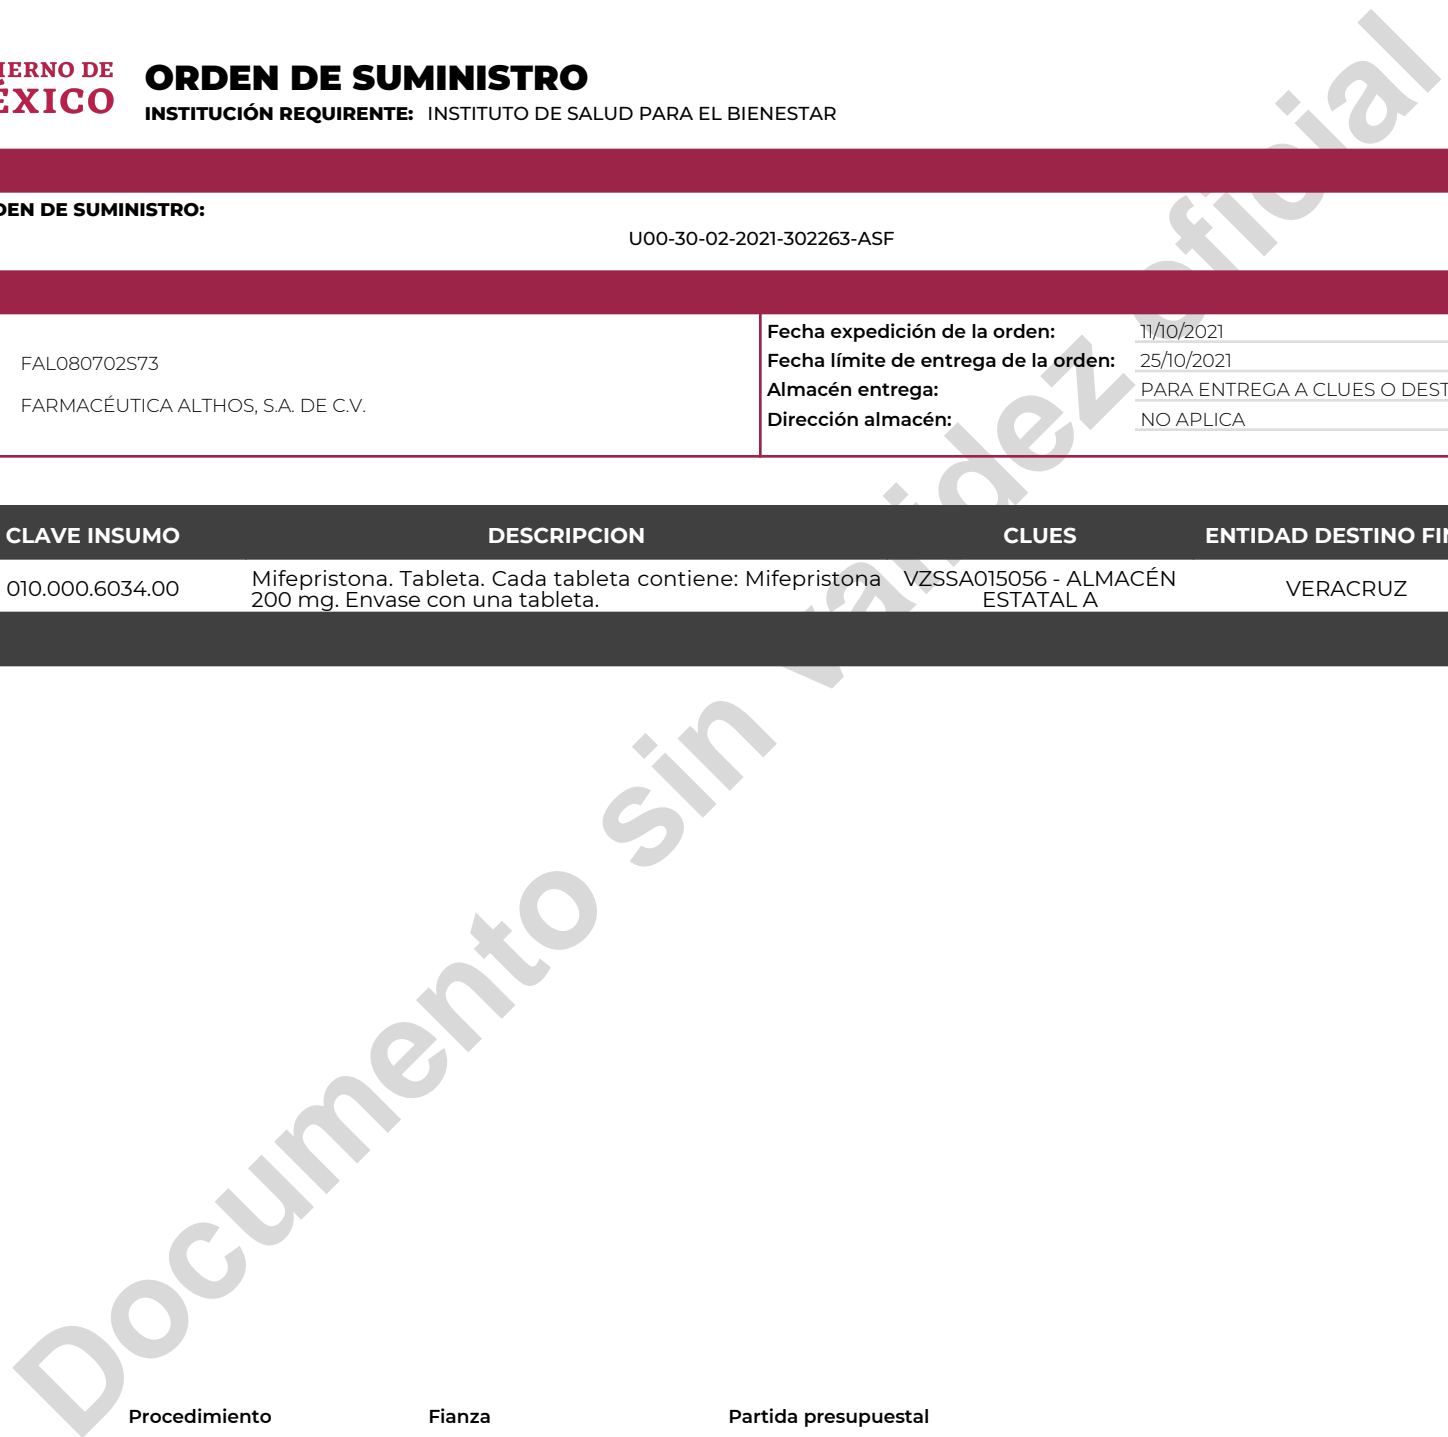 IERNO DE
ÉXICO
ORDEN DE SUMINISTRO
INSTITUCIÓN REQUIRENTE: INSTITUTO DE SALUD PARA EL BIENESTAR
DEN DE SUMINISTRO:
U00-30-02-2021-302263-ASF
FAL080702S73
FARMACÉUTICA ALTHOS, S.A. DE C.V.
Fecha expedición de la orden: 11/10/2021
Fecha límite de entrega de la orden: 25/10/2021
Almacén entrega: PARA ENTREGA A CLUES O DEST
Dirección almacén: NO APLICA
CLAVE INSUMO DESCRIPCION CLUES ENTIDAD DESTINO FIN
010.000.6034.00
Mifepristona. Tableta. Cada tableta contiene: Mifepristona
200 mg. Envase con una tableta.
VZSSA015056 - ALMACÉN
ESTATAL A
VERACRUZ
Documento sin validez oficial
Procedimiento Fianza Partida presupuestal